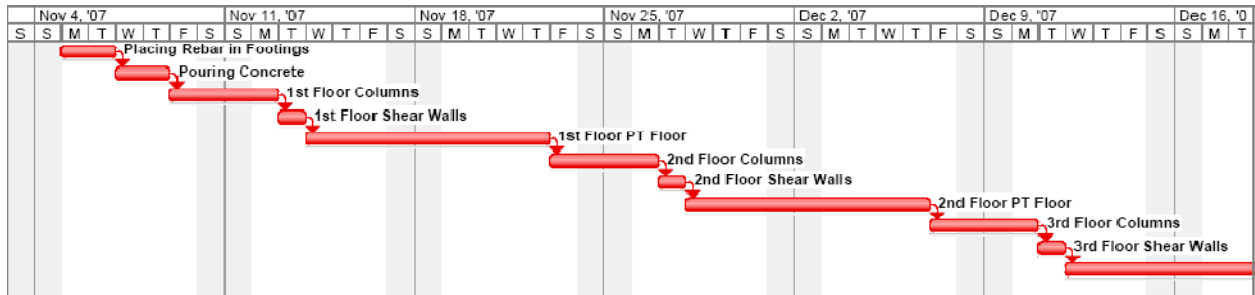 Nov 4, '07 Nov 11, '07 Nov 18, '07 Nov 25, '07 Dec 2, '07 Dec 9, '07 Dec 16, '0
S S M T W T F S S M T W T F S S M T W T F S S M T W T F S S M T W T F S S M T W T F S S M T
Placing Rebar in Footings
Pouring Concrete
1st Floor Columns
1st Floor Shear Walls
1st Floor PT Floor
2nd Floor Columns
2nd Floor Shear Walls
2nd Floor PT Floor
3rd Floor Columns
3rd Floor Shear Walls